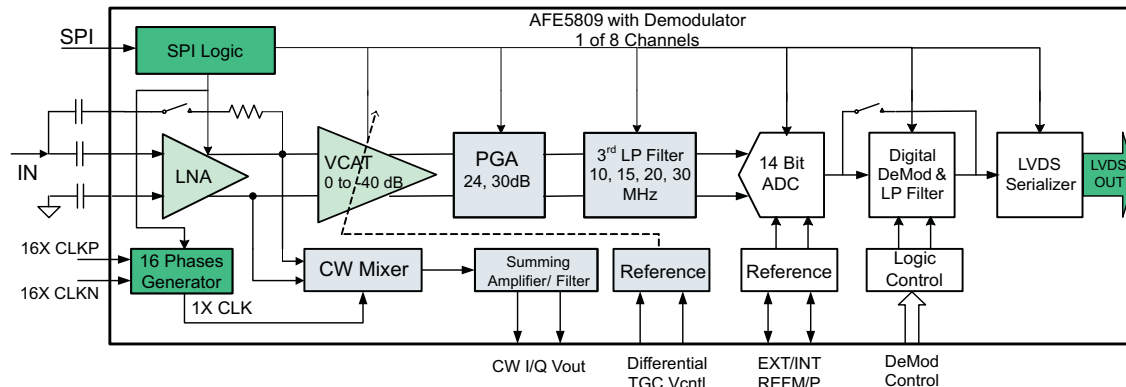 AFE5809 with Demodulator
1 of 8 Channels
SPI
SPI Logic
IN
LNA
VCAT
0 to -40 dB
PGA
24, 30dB
3rd LP Filter
10, 15, 20, 30
MHz
14 Bit
ADC
Digital
DeMod &
LP Filter
LVDS
Serializer
LVDS
OUT
16X CLKP
16X CLKN
16 Phases
Generator
1X CLK
CW Mixer
Summing
Amplifier/ Filter
Reference
Reference
Logic
Control
CW I/Q Vout
Differential
TGC Vcntl
EXT/INT
REFM/P
DeMod
Control